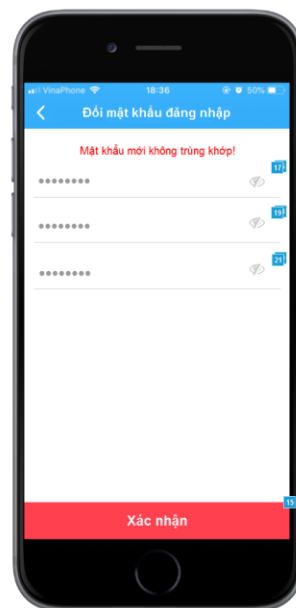 VinaPhone 18:36 50%
Đổi mật khẩu đăng nhập
Mật khẩu mới không trùng khớp!
17
19
21
15
Xác nhận